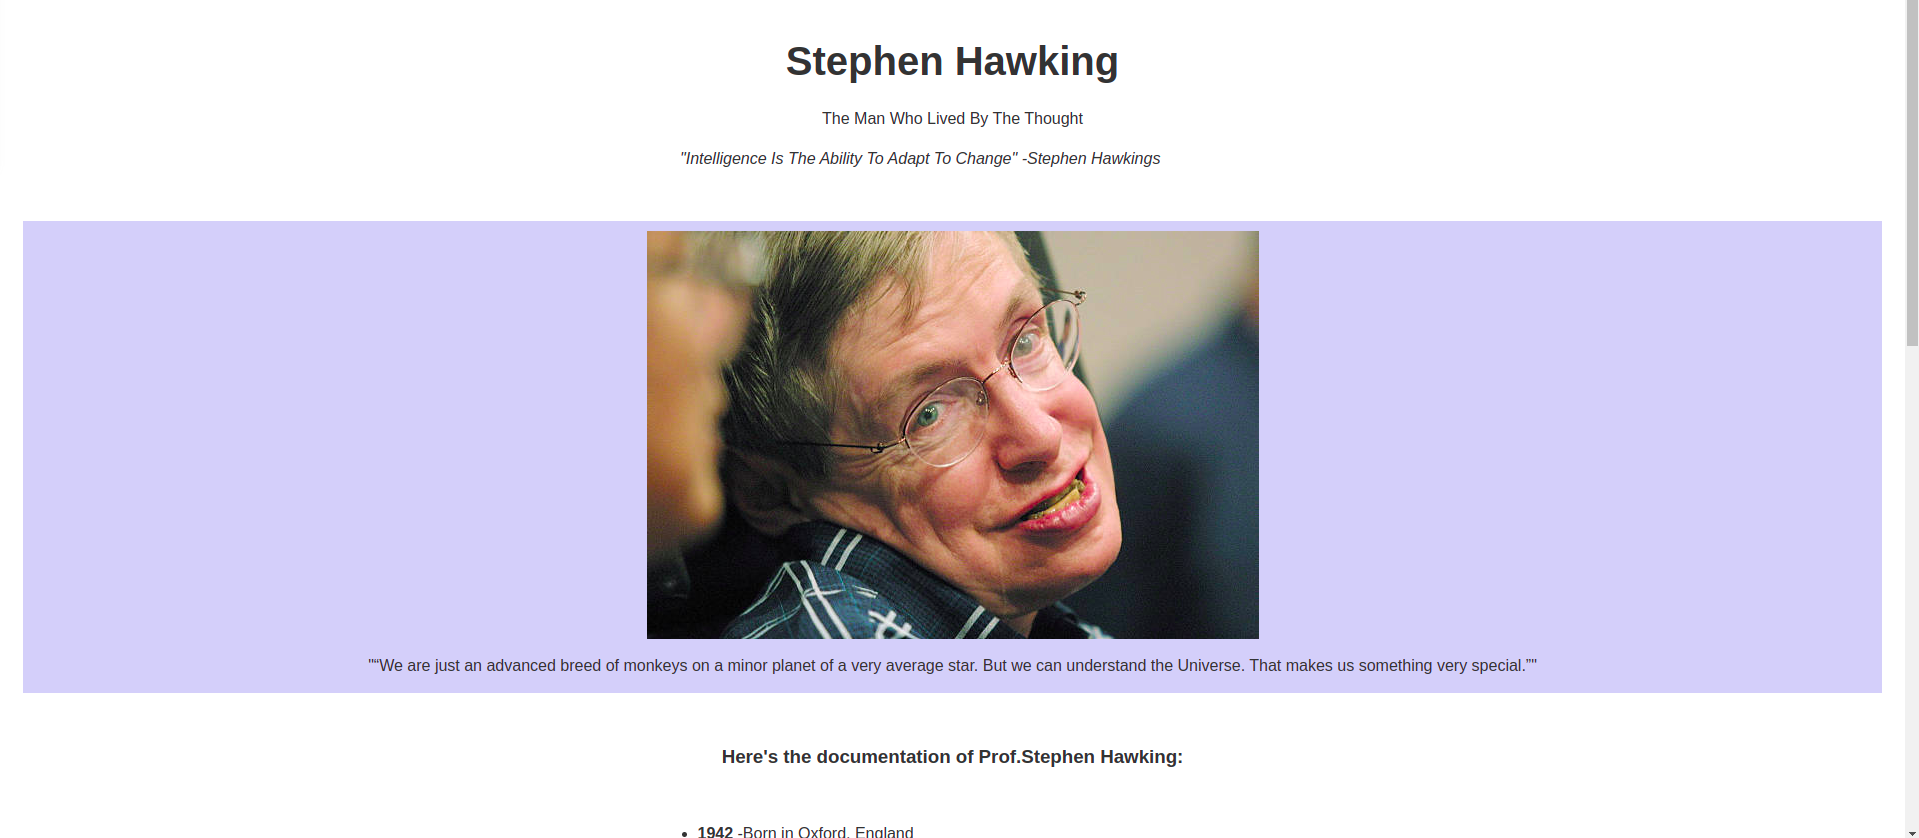 Stephen Hawking
The Man Who Lived By The Thought
"Intelligence Is The Ability To Adapt To Change" -Stephen Hawkings
"“We are just an advanced breed of monkeys on a minor planet of a very average star. But we can understand the Universe. That makes us something very special.”"
Here's the documentation of Prof.Stephen Hawking:
1942 -Born in Oxford, England